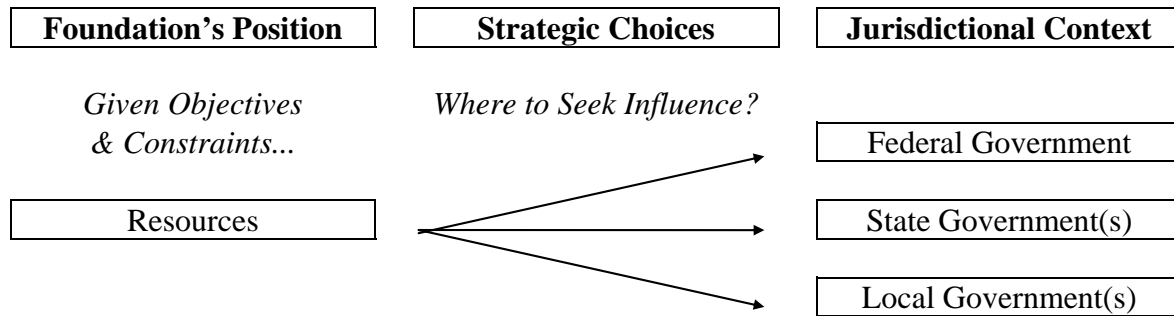 Foundation's Position
Strategic Choices
Jurisdictional Context
Given Objectives
& Constraints...
Where to Seek Influence?
Federal Government
Resources
State Government(s)
Local Government(s)